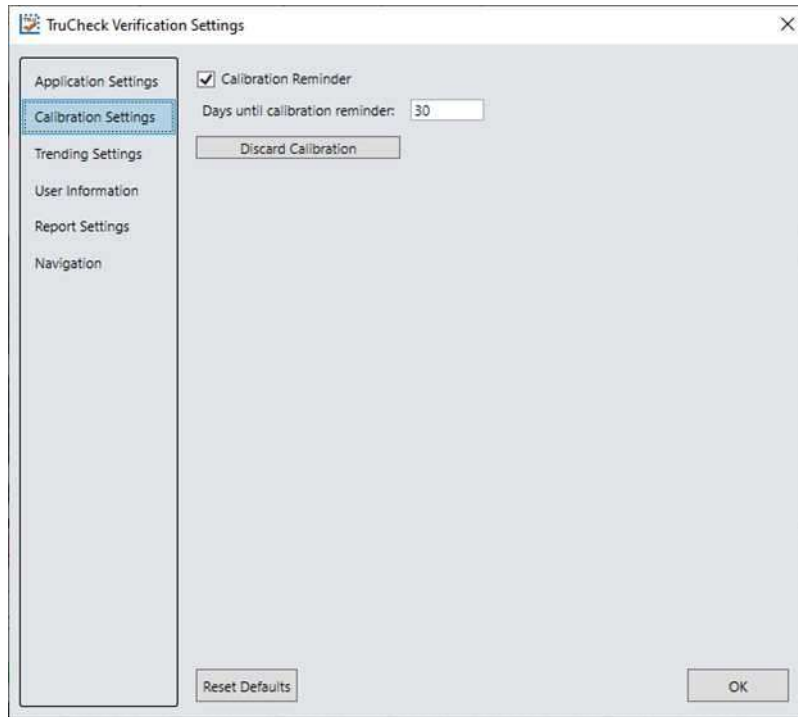 TruCheck Verification Settings
Application Settings
Calibration Settings
Trending Settings
User Information
Report Settings
Navigation
Calibration Reminder
Days until calibration reminder: 30
Discard Calibration
Reset Defaults
OK